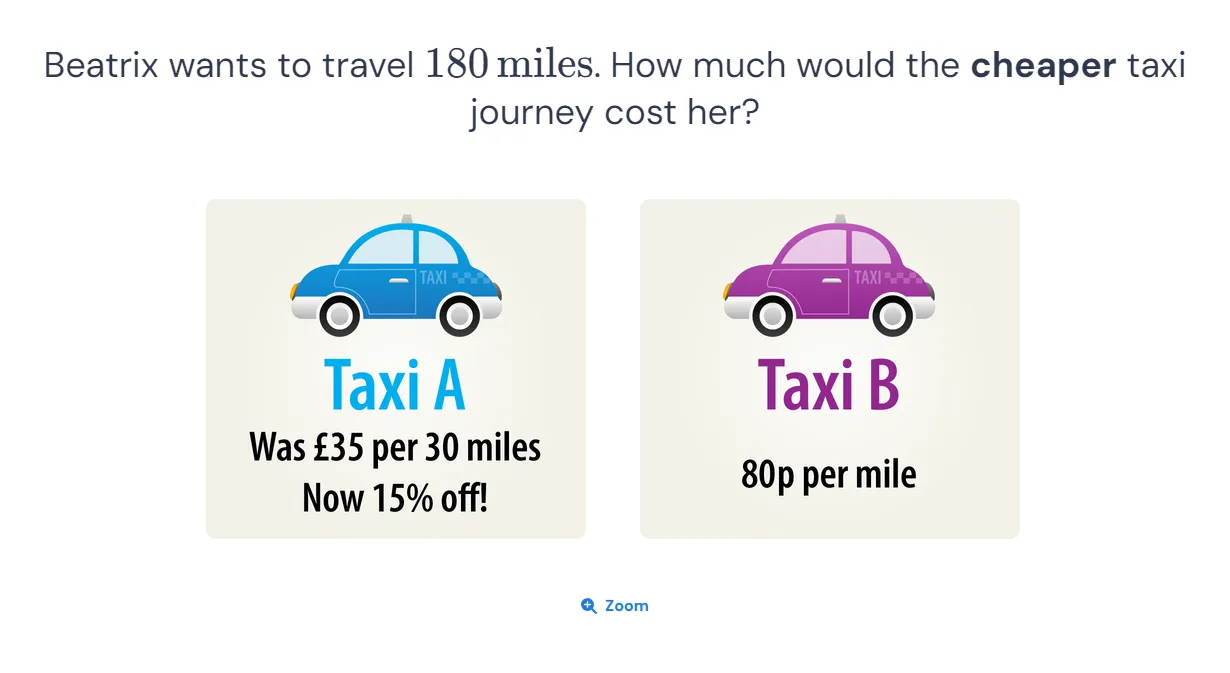 Beatrix wants to travel 180 miles. How much would the cheaper taxi
journey cost her?
TAXI
TAXI
Taxi A
Was £35 per 30 miles
Now 15% off!
Taxi B
80p per mile
Zoom